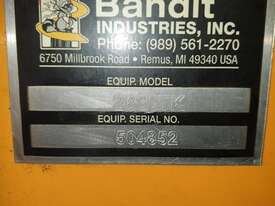 Bandit
INDUSTRIES, INC.
Phone: (989) 561-2270
6750 Millbrook Road • Remus, MI 49340 USA
EQUIP. MODEL
EQUIP. SERIAL NO.
504852